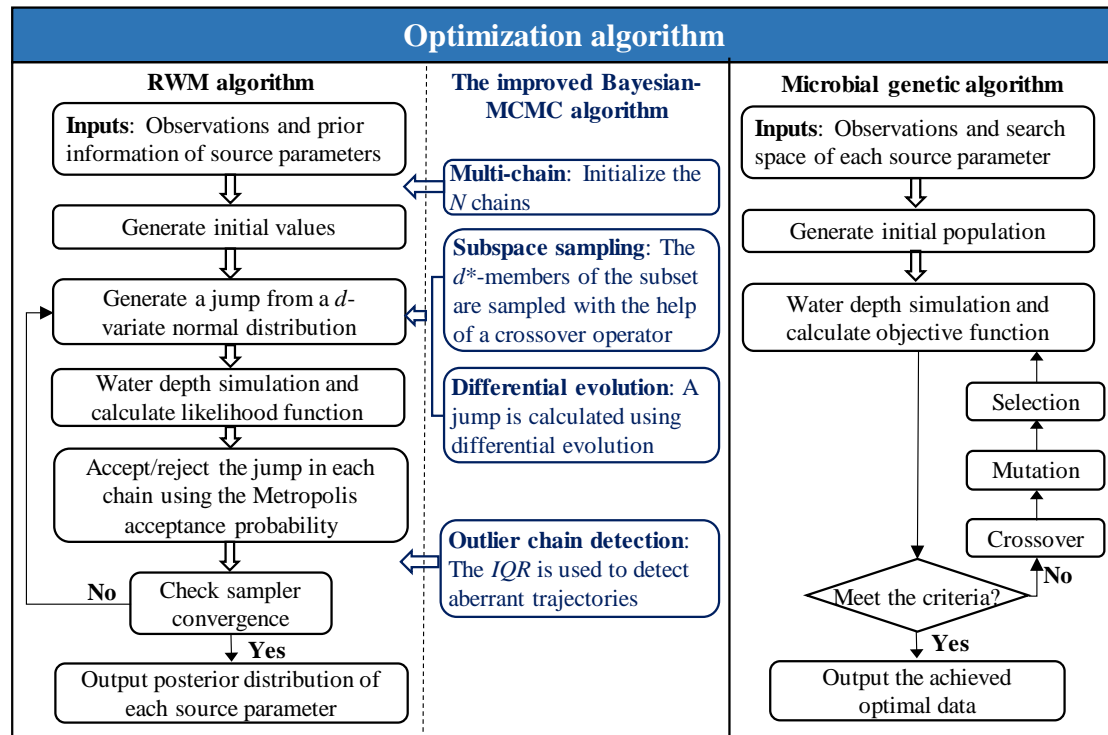 Optimization algorithm
RWM algorithm
Inputs: Observations and prior
information of source parameters
Generate initial values
Generate a jump from a d-
variate normal distribution
Water depth simulation and
calculate likelihood function
Accept/reject the jump in each
chain using the Metropolis
acceptance probability
No
Check sampler
convergence
Yes
Output posterior distribution of
each source parameter
The improved Bayesian-
MCMC algorithm
Multi-chain: Initialize the
N chains
Subspace sampling: The
d*-members of the subset
are sampled with the help
of a crossover operator
Differential evolution: A
jump is calculated using
differential evolution
Outlier chain detection:
The IQR is used to detect
aberrant trajectories
Microbial genetic algorithm
Inputs: Observations and search
space of each source parameter
Generate initial population
Water depth simulation and
calculate objective function
Selection
Mutation
Crossover
No
Meet the criteria?
Yes
Output the achieved
optimal data